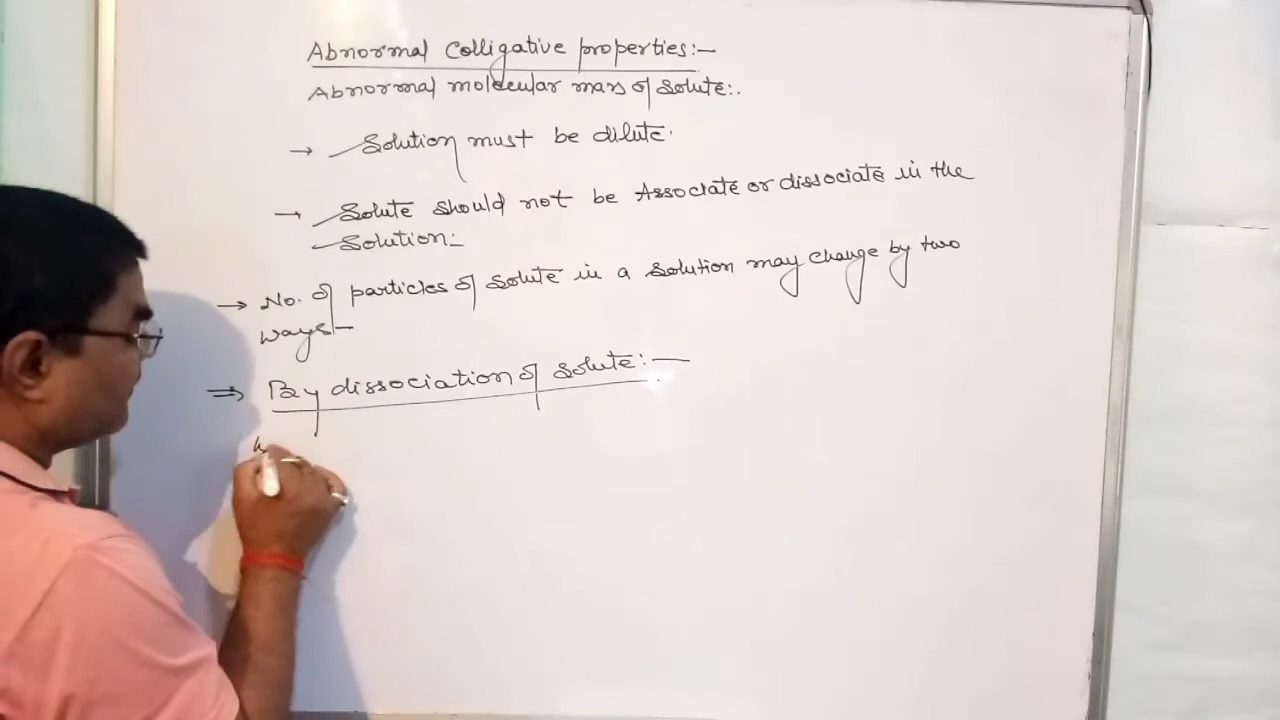 Abnormal Colligative properties:-
Abnormal molecular mass of Solute:.
→ Solution must be dilute.
→ Solute should not be Associate or dissociate in the
Solution:-
→ No. of particles of solute in a solution may change by two
ways-
⇒ By dissociation of solute:-